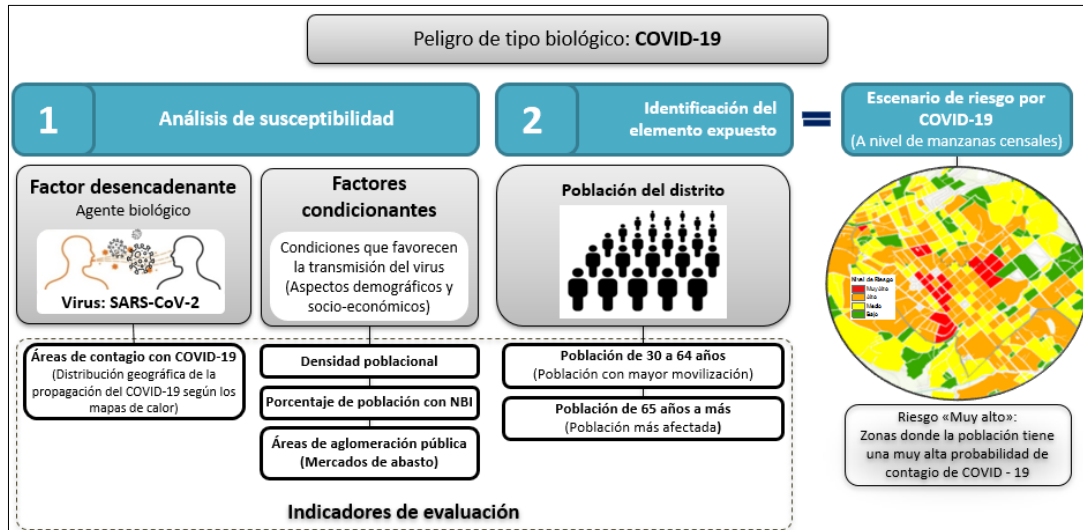 Peligro de tipo biológico: COVID-19
1
Análisis de susceptibilidad
2
Identificación del
elemento expuesto
=
Escenario de riesgo por
COVID-19
(A nivel de manzanas censales)
Factor desencadenante
Agente biológico
Virus: SARS-CoV-2
Factores
condicionantes
Condiciones que favorecen
la transmisión del virus
(Aspectos demográficos y
socio-económicos)
Población del distrito
Nivel de Riesgo
Muy alto
Alto
Medio
Bajo
Áreas de contagio con COVID-19
(Distribución geográfica de la
propagación del COVID-19 según los
mapas de calor)
Densidad poblacional
Porcentaje de población con NBI
Áreas de aglomeración pública
(Mercados de abasto)
Población de 30 a 64 años
(Población con mayor movilización)
Población de 65 años a más
(Población más afectada)
Riesgo «Muy alto»:
Zonas donde la población tiene
una muy alta probabilidad de
contagio de COVID - 19
Indicadores de evaluación